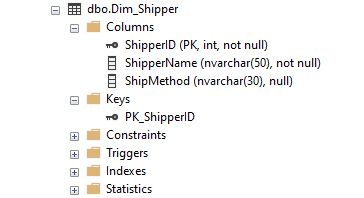 dbo.Dim_Shipper
Columns
ShipperID (PK, int, not null)
ShipperName (nvarchar(50), not null)
ShipMethod (nvarchar(30), null)
Keys
PK_ShipperID
Constraints
Triggers
Indexes
Statistics